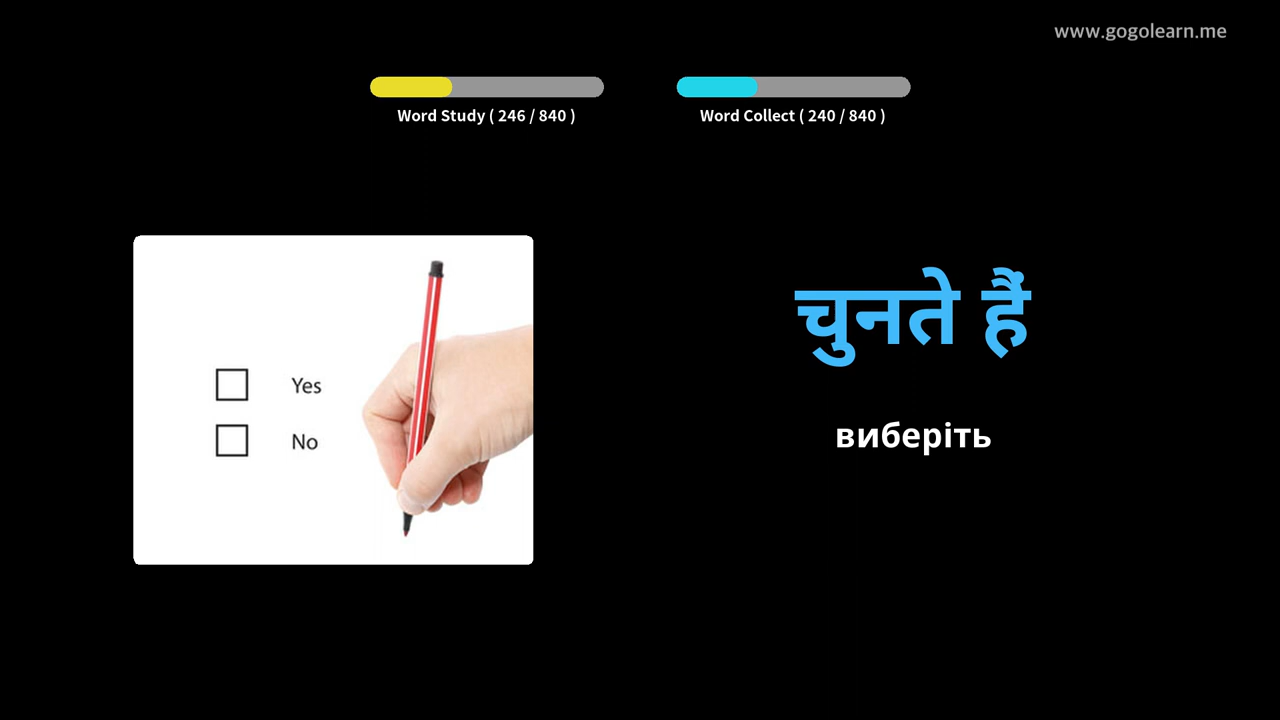 www.gogolearn.me
Word Study ( 246 / 840 )
Word Collect ( 240 / 840 )
Yes
No
चुनते हैं
виберіть